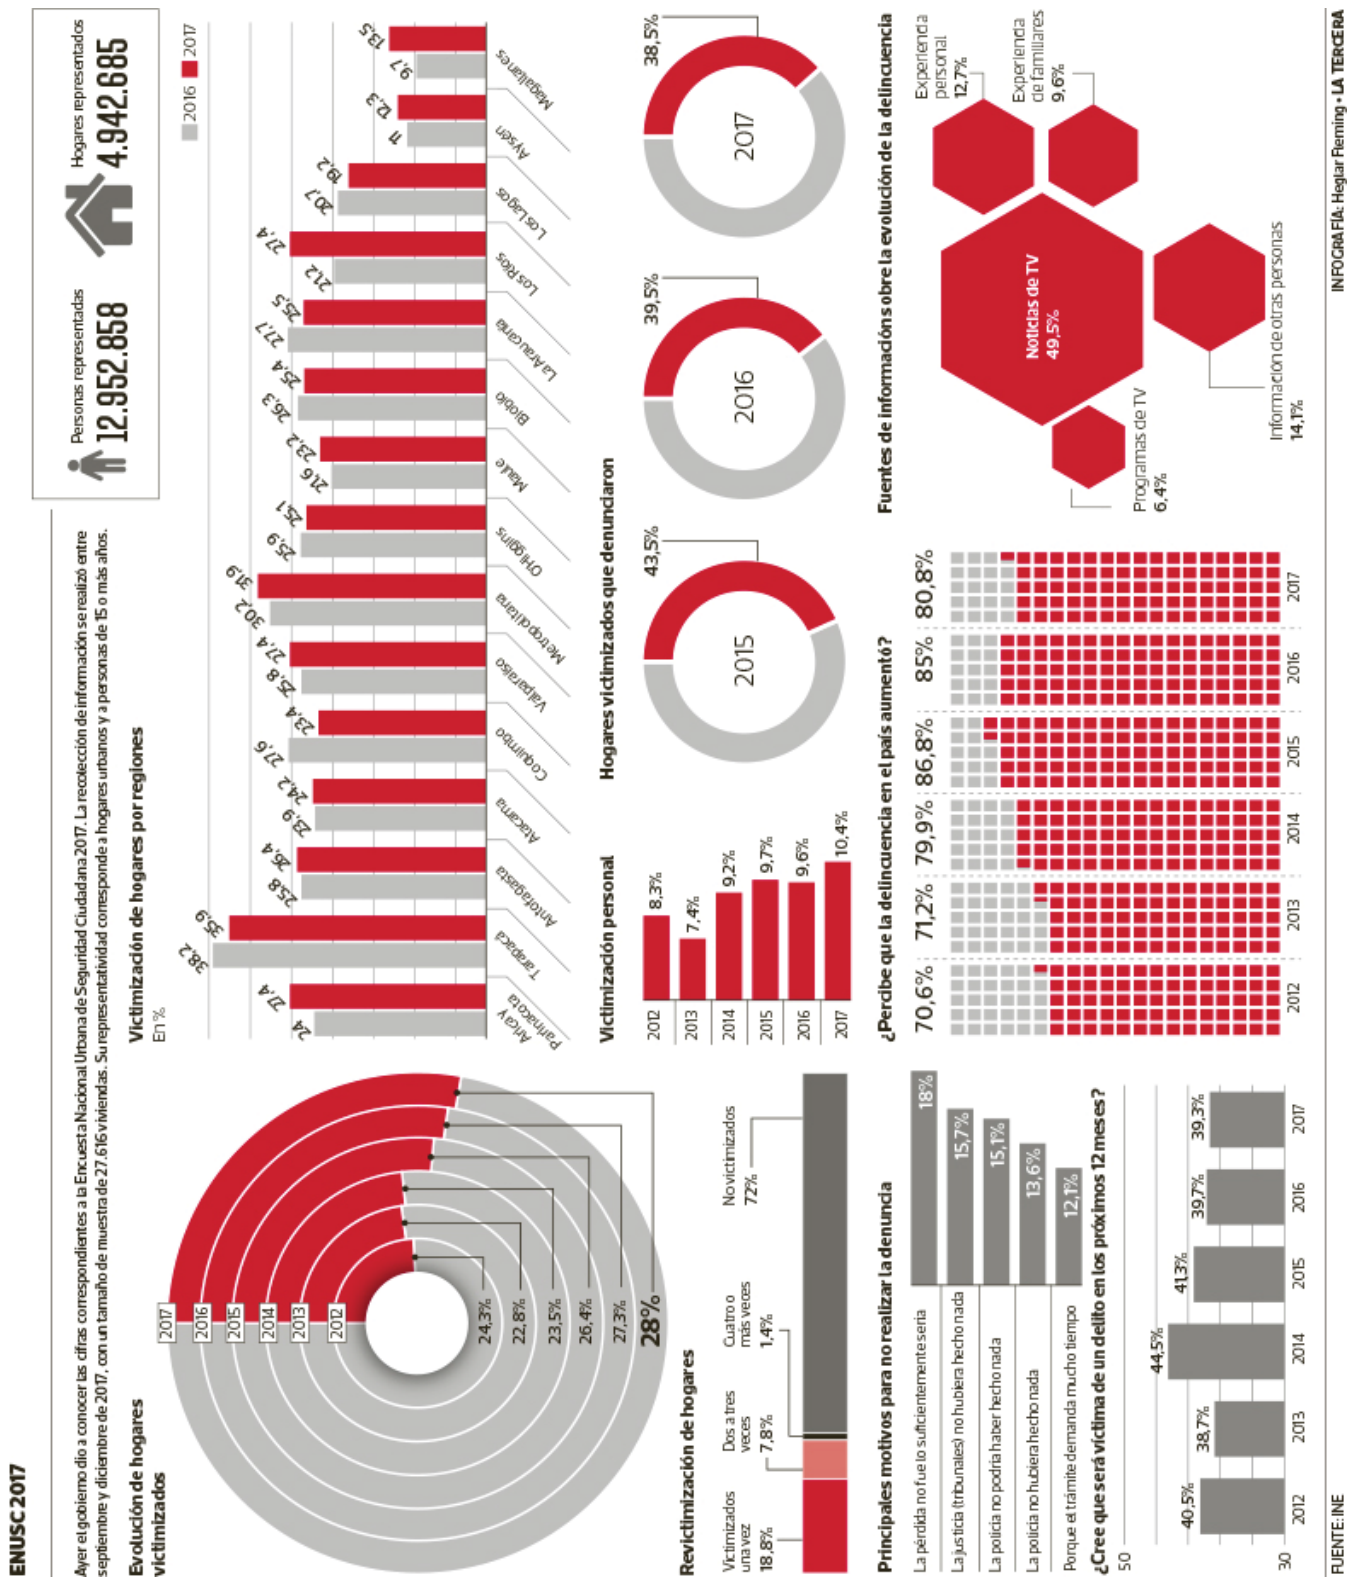 ENUSC 2017
Ayer el gobierno dio a conocer las cifras correspondientes a la Encuesta Nacional Urbana de Seguridad Ciudadana 2017. La recolección de información se realizó entre
septiembre y diciembre de 2017, con un tamaño de muestra de 27.616 viviendas. Su representatividad corresponde a hogares urbanos y a personas de 15 o más años.
Personas representadas
12.952.858
Hogares representados
4.942.685
Evolución de hogares
victimizados
2017
2016
2015
2014
2013
2012
24,3%
22,8%
23,5%
26,4%
27,3%
28%
Victimización de hogares por regiones
En %
2016
2017
24
27,4
38,2
35,9
25,8
26,4
23,9
24,2
27,6
23,4
25,8
27,4
30,2
31,9
25,9
25,1
21,6
23,2
26,3
25,4
27,7
25,5
21,2
27,4
20,7
19,2
11
12,3
9,7
13,5
Arica y
Parinacota
Tarapacá
Antofagasta
Atacama
Coquimbo
Valparaíso
Metropolitana
O'Higgins
Maule
Biobío
La Araucanía
Los Ríos
Los Lagos
Aysén
Magallanes
Revictimización de hogares
Victimizados
una vez
18,8%
Dos a tres
veces
7,8%
Cuatro o
más veces
1,4%
No victimizados
72%
Victimización personal
2012
8,3%
2013
7,4%
2014
9,2%
2015
9,7%
2016
9,6%
2017
10,4%
Hogares victimizados que denunciaron
43,5%
2015
39,5%
2016
38,5%
2017
Principales motivos para no realizar la denuncia
La pérdida no fue lo suficiente seria
18%
La justicia (tribunales) no hubiera hecho nada
15,7%
La policía no podría haber hecho nada
15,1%
La policía no hubiera hecho nada
13,6%
Porque el trámite demanda mucho tiempo
12,1%
¿Cree que será víctima de un delito en los próximos 12 meses?
50
30
40,5%
38,7%
44,5%
41,3%
39,7%
39,3%
2012
2013
2014
2015
2016
2017
¿Percibe que la delincuencia en el país aumentó?
70,6%
71,2%
79,9%
86,8%
85%
80,8%
2012
2013
2014
2015
2016
2017
Fuentes de información sobre la evolución de la delincuencia
Experiencia
personal
12,7%
Experiencia
de familiares
9,6%
Noticias de TV
49,5%
Programas de TV
6,4%
Información de otras personas
14,1%
FUENTE: INE
INFOGRAFÍA: Heglar Fleming • LA TERCERA